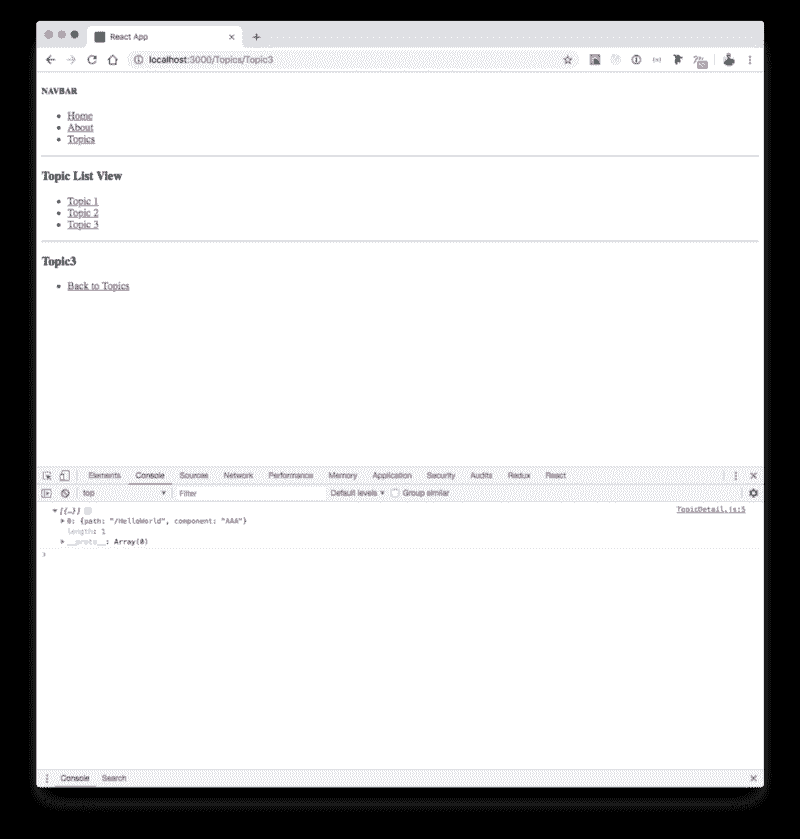 React App
localhost:3000/Topics/Topic3
NAVBAR
Home
About
Topics
Topic List View
Topic 1
Topic 2
Topic 3
Topic3
Back to Topics
Elements Console Sources Network Performance Memory Application Security Audits Redux React
top Filter Default levels Group similar
[{…}] TopicDetail.js:5
0: {path: "/HelloWorld", component: "AAA"}
length: 1
__proto__: Array(0)
Console Search